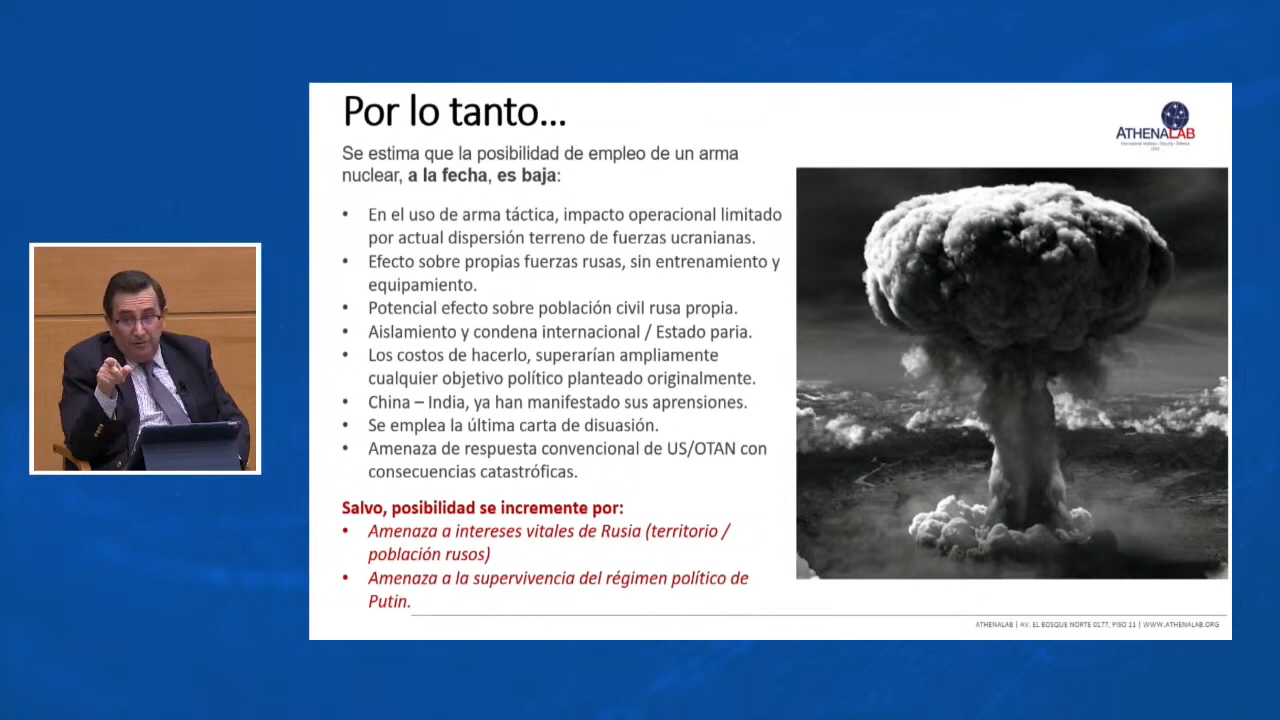 Por lo tanto...
Se estima que la posibilidad de empleo de un arma
nuclear, a la fecha, es baja:
• En el uso de arma táctica, impacto operacional limitado
por actual dispersión terreno de fuerzas ucranianas.
• Efecto sobre propias fuerzas rusas, sin entrenamiento y
equipamiento.
• Potencial efecto sobre población civil rusa propia.
• Aislamiento y condena internacional / Estado paria.
• Los costos de hacerlo, superarían ampliamente
cualquier objetivo político planteado originalmente.
• China – India, ya han manifestado sus aprensiones.
• Se emplea la última carta de disuasión.
• Amenaza de respuesta convencional de US/OTAN con
consecuencias catastróficas.
Salvo, posibilidad se incremente por:
• Amenaza a intereses vitales de Rusia (territorio /
población rusos)
• Amenaza a la supervivencia del régimen político de
Putin.
ATHENALAB
ATHENALAB | AV. EL BOSQUE NORTE 0177, PISO 11 | WWW.ATHENALAB.ORG